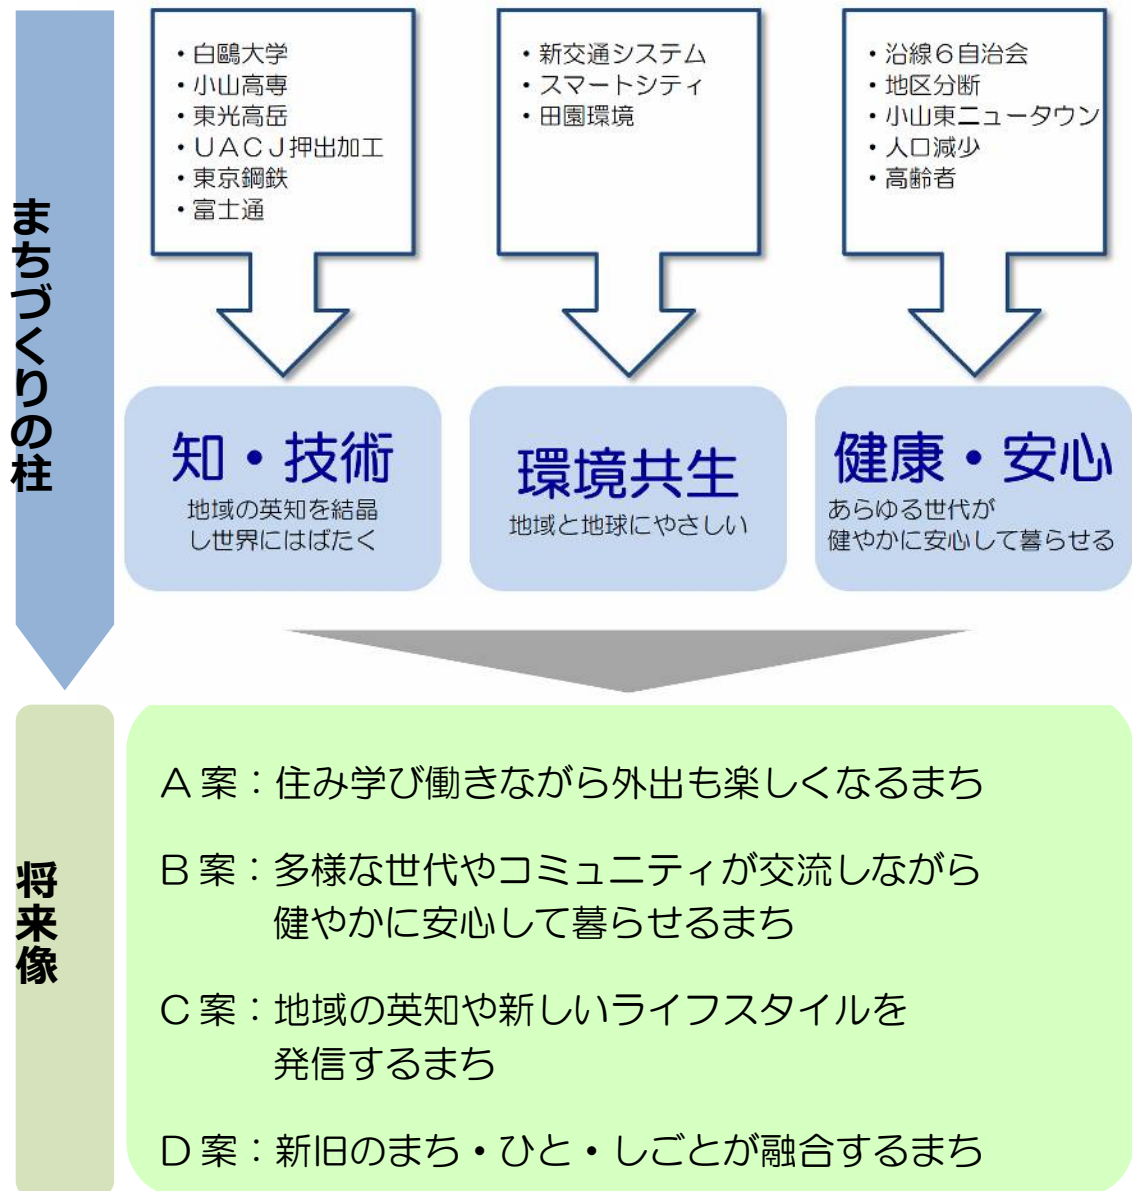 まちづくりの柱
・白鷗大学
・小山高専
・東光高岳
・ＵＡＣＪ押出加工
・東京鋼鉄
・富士通
・新交通システム
・スマートシティ
・田園環境
・沿線６自治会
・地区分断
・小山東ニュータウン
・人口減少
・高齢者
知・技術
地域の英知を結晶
し世界にはばたく
環境共生
地域と地球にやさしい
健康・安心
あらゆる世代が
健やかに安心して暮らせる
将来像
Ａ案：住み学び働きながら外出も楽しくなるまち
Ｂ案：多様な世代やコミュニティが交流しながら
健やかに安心して暮らせるまち
Ｃ案：地域の英知や新しいライフスタイルを
発信するまち
Ｄ案：新旧のまち・ひと・しごとが融合するまち